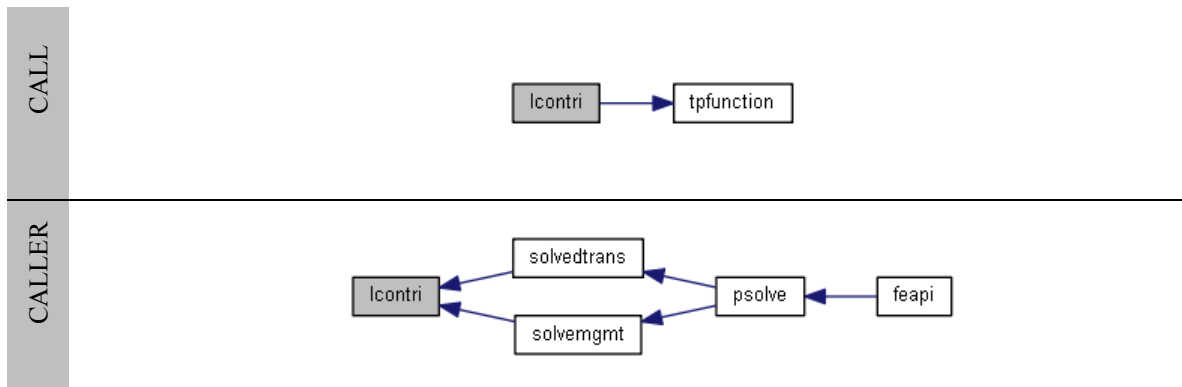 CALL
lcontri
tpfunction
CALLER
lcontri
solvedtrans
solvemgmt
psolve
feapi